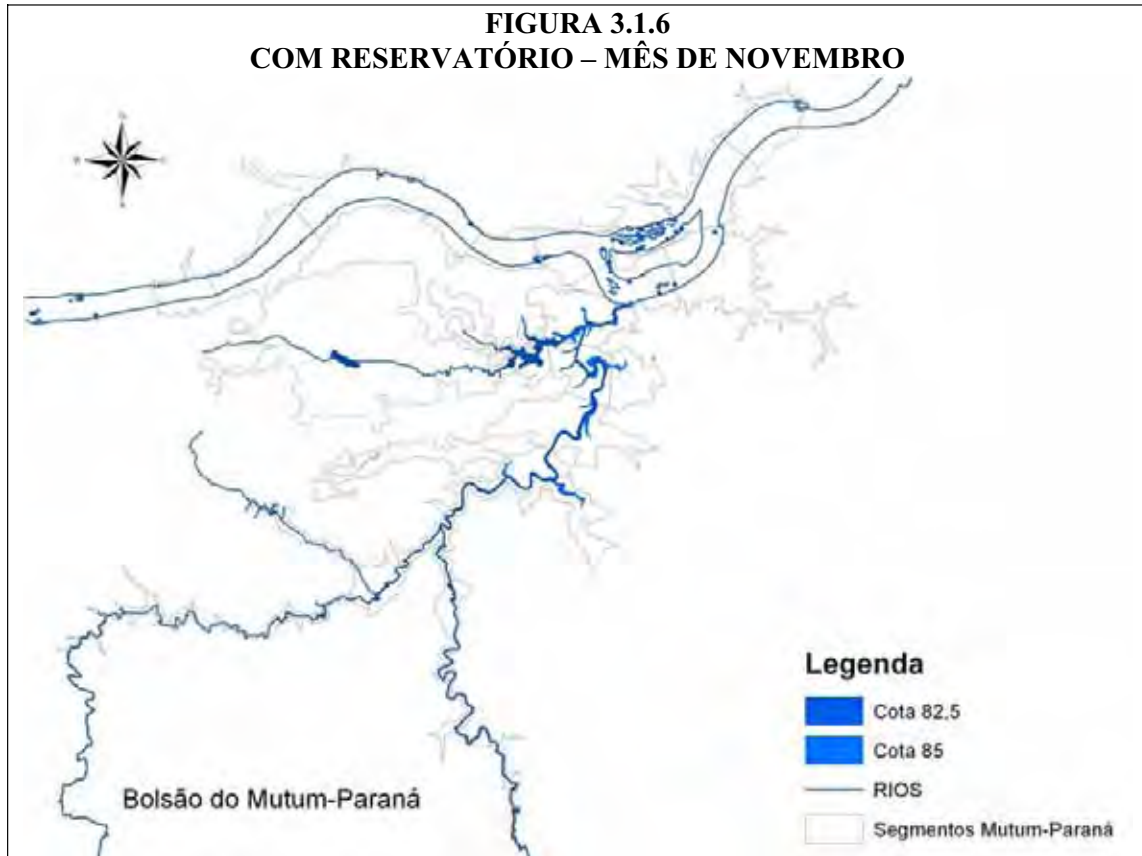 FIGURA 3.1.6
COM RESERVATÓRIO – MÊS DE NOVEMBRO
Legenda
Cota 82,5
Cota 85
RIOS
Segmentos Mutum-Paraná
Bolsão do Mutum-Paraná